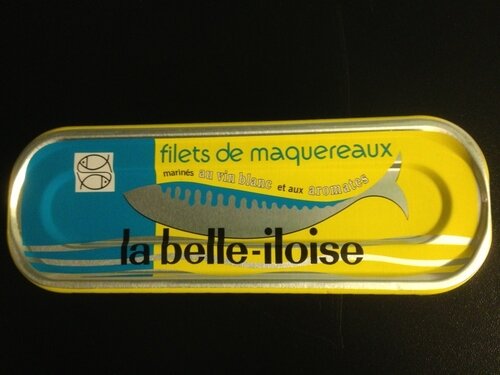 filets de maquereaux
marinés au vin blanc et aux aromates
la belle-iloise